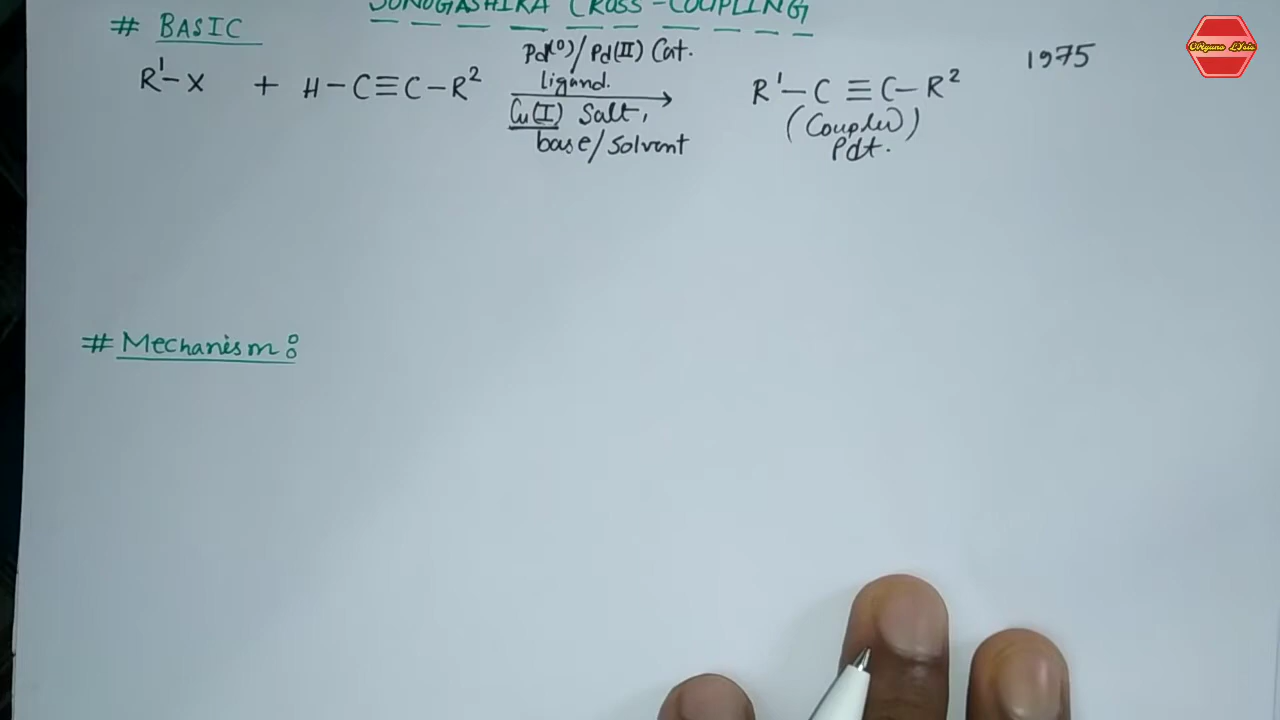 SONOGASHIRA CROSS-COUPLING
# BASIC
R¹-X + H-C≡C-R²
Pd(0)/Pd(II) Cat.
ligand.
Cu(I) Salt,
base/Solvent
R¹-C≡C-R²
(Coupled)
Pdt.
1975
# Mechanism: